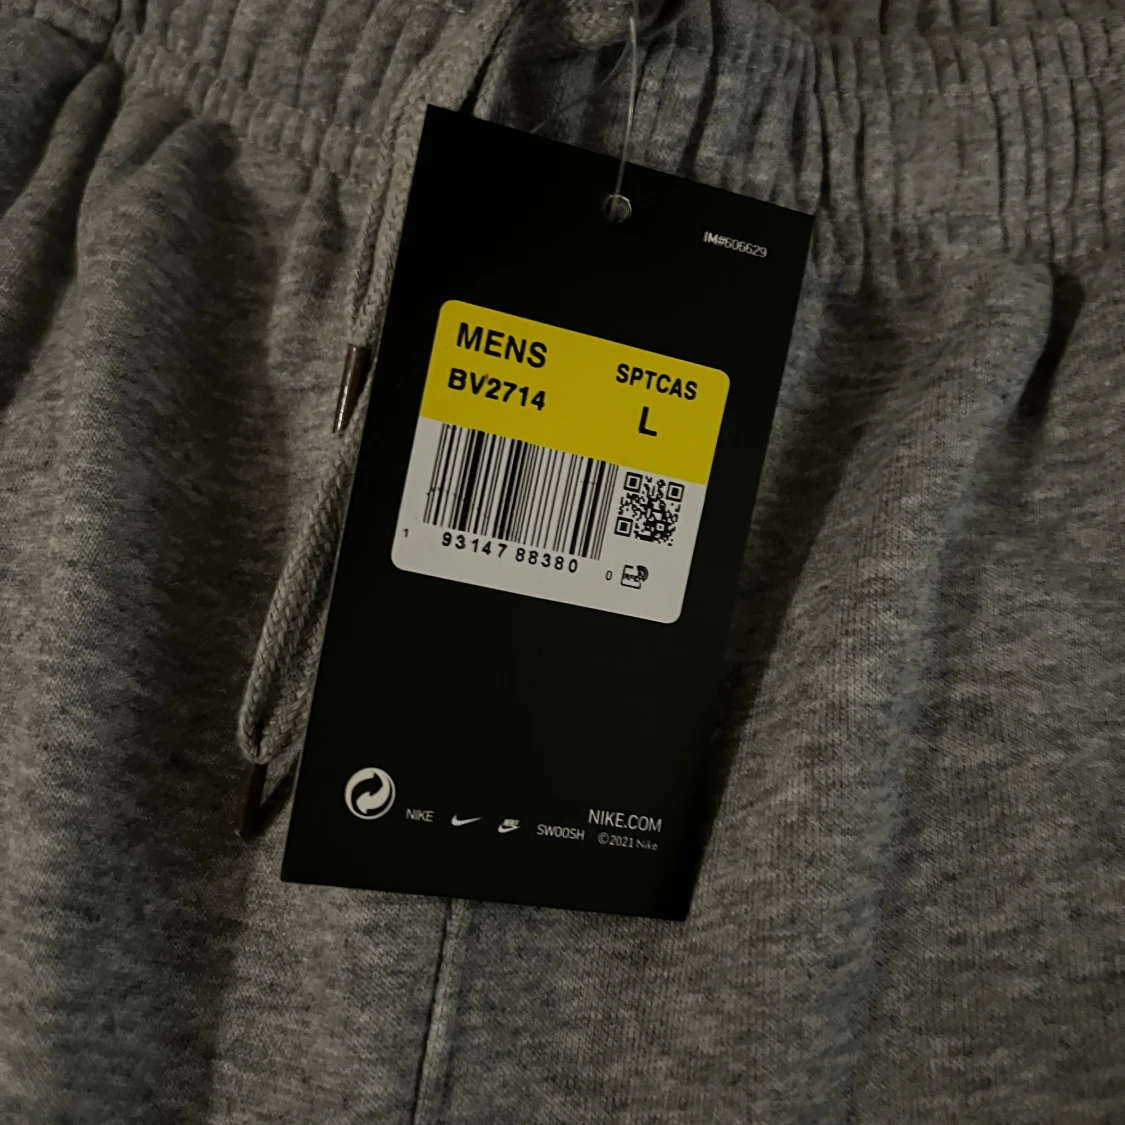 IM#606629
MENS
SPTCAS
BV2714
L
1 93147 88380 0
NIKE
SWOOSH
NIKE.COM
©2021 Nike